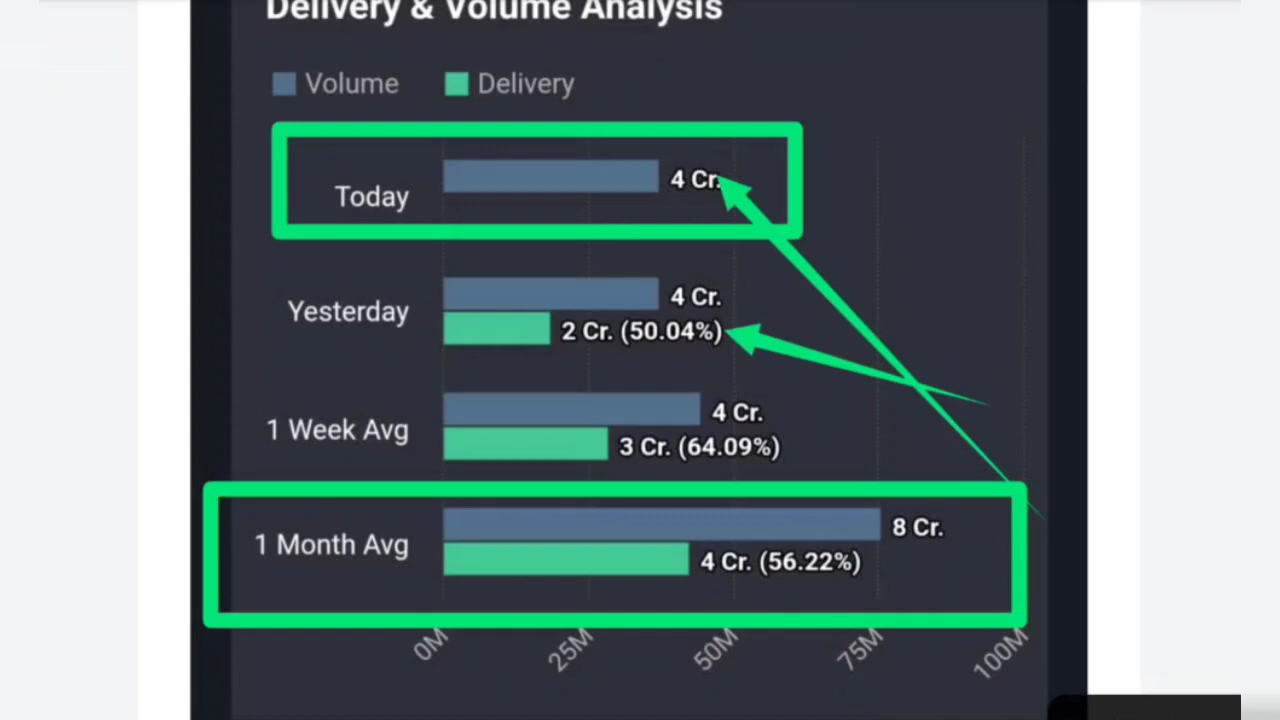 Delivery & Volume Analysis
Volume Delivery
Today 4 Cr.
Yesterday 4 Cr.
2 Cr. (50.04%)
1 Week Avg 4 Cr.
3 Cr. (64.09%)
1 Month Avg 8 Cr.
4 Cr. (56.22%)
0M 25M 50M 75M 100M